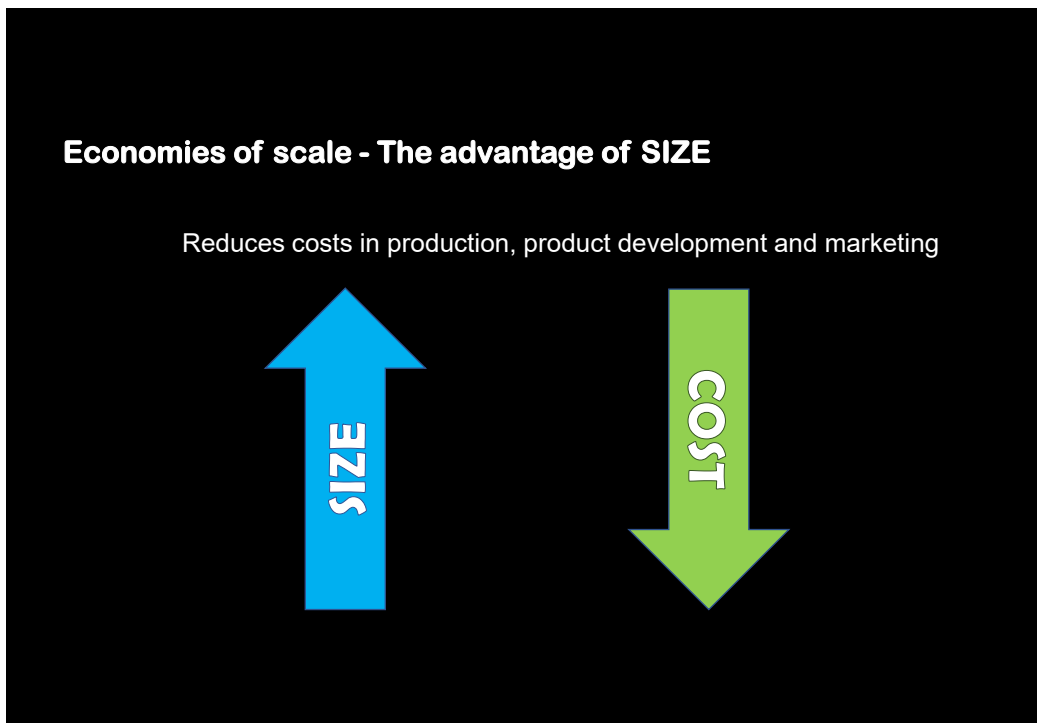 Economies of scale - The advantage of SIZE
Reduces costs in production, product development and marketing
SIZE
COST